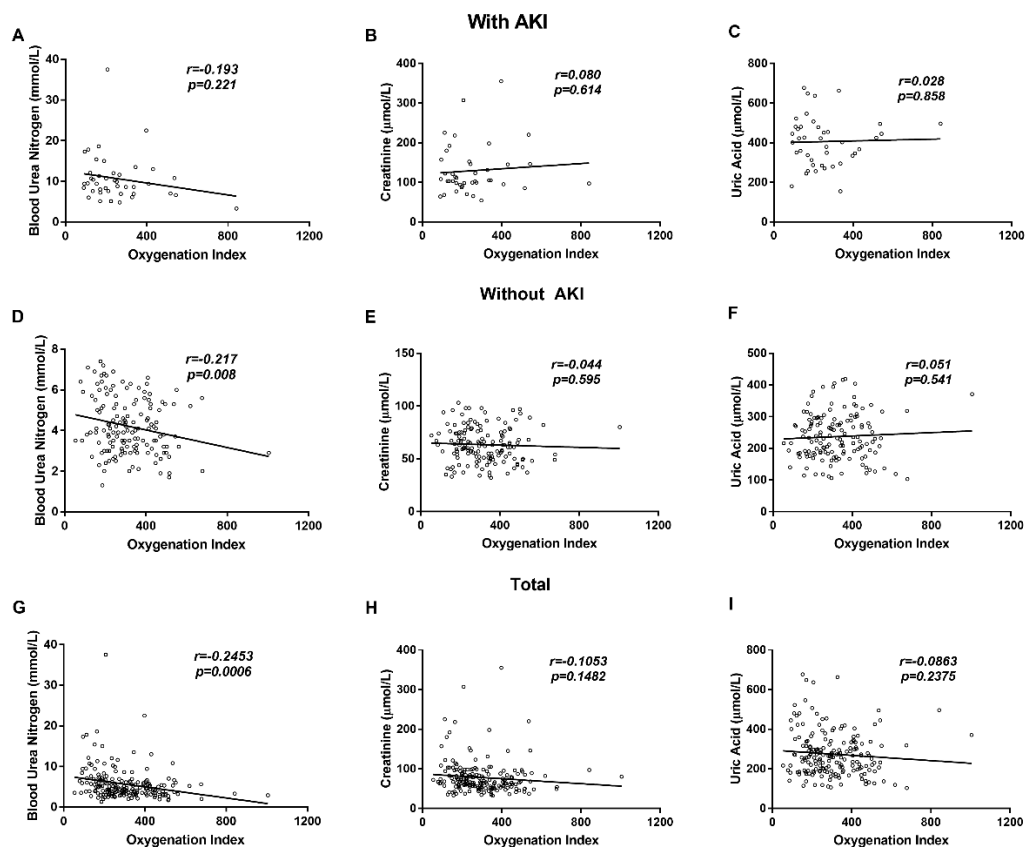 With AKI
A
B
C
Blood Urea Nitrogen (mmol/L)
40
30
20
10
0
0
400
800
1200
Oxygenation Index
r=-0.193
p=0.221
Creatinine (μmol/L)
400
300
200
100
0
0
400
800
1200
Oxygenation Index
r=0.080
p=0.614
Uric Acid (μmol/L)
800
600
400
200
0
0
400
800
1200
Oxygenation Index
r=0.028
p=0.858
Without AKI
D
E
F
Blood Urea Nitrogen (mmol/L)
8
6
4
2
0
0
400
800
1200
Oxygenation Index
r=-0.217
p=0.008
Creatinine (μmol/L)
150
100
50
0
0
400
800
1200
Oxygenation Index
r=-0.044
p=0.595
Uric Acid (μmol/L)
500
400
300
200
100
0
0
400
800
1200
Oxygenation Index
r=0.051
p=0.541
Total
G
H
I
Blood Urea Nitrogen (mmol/L)
40
30
20
10
0
0
400
800
1200
Oxygenation Index
r=-0.2453
p=0.0006
Creatinine (μmol/L)
400
300
200
100
0
0
400
800
1200
Oxygenation Index
r=-0.1053
p=0.1482
Uric Acid (μmol/L)
800
600
400
200
0
0
400
800
1200
Oxygenation Index
r=-0.0863
p=0.2375